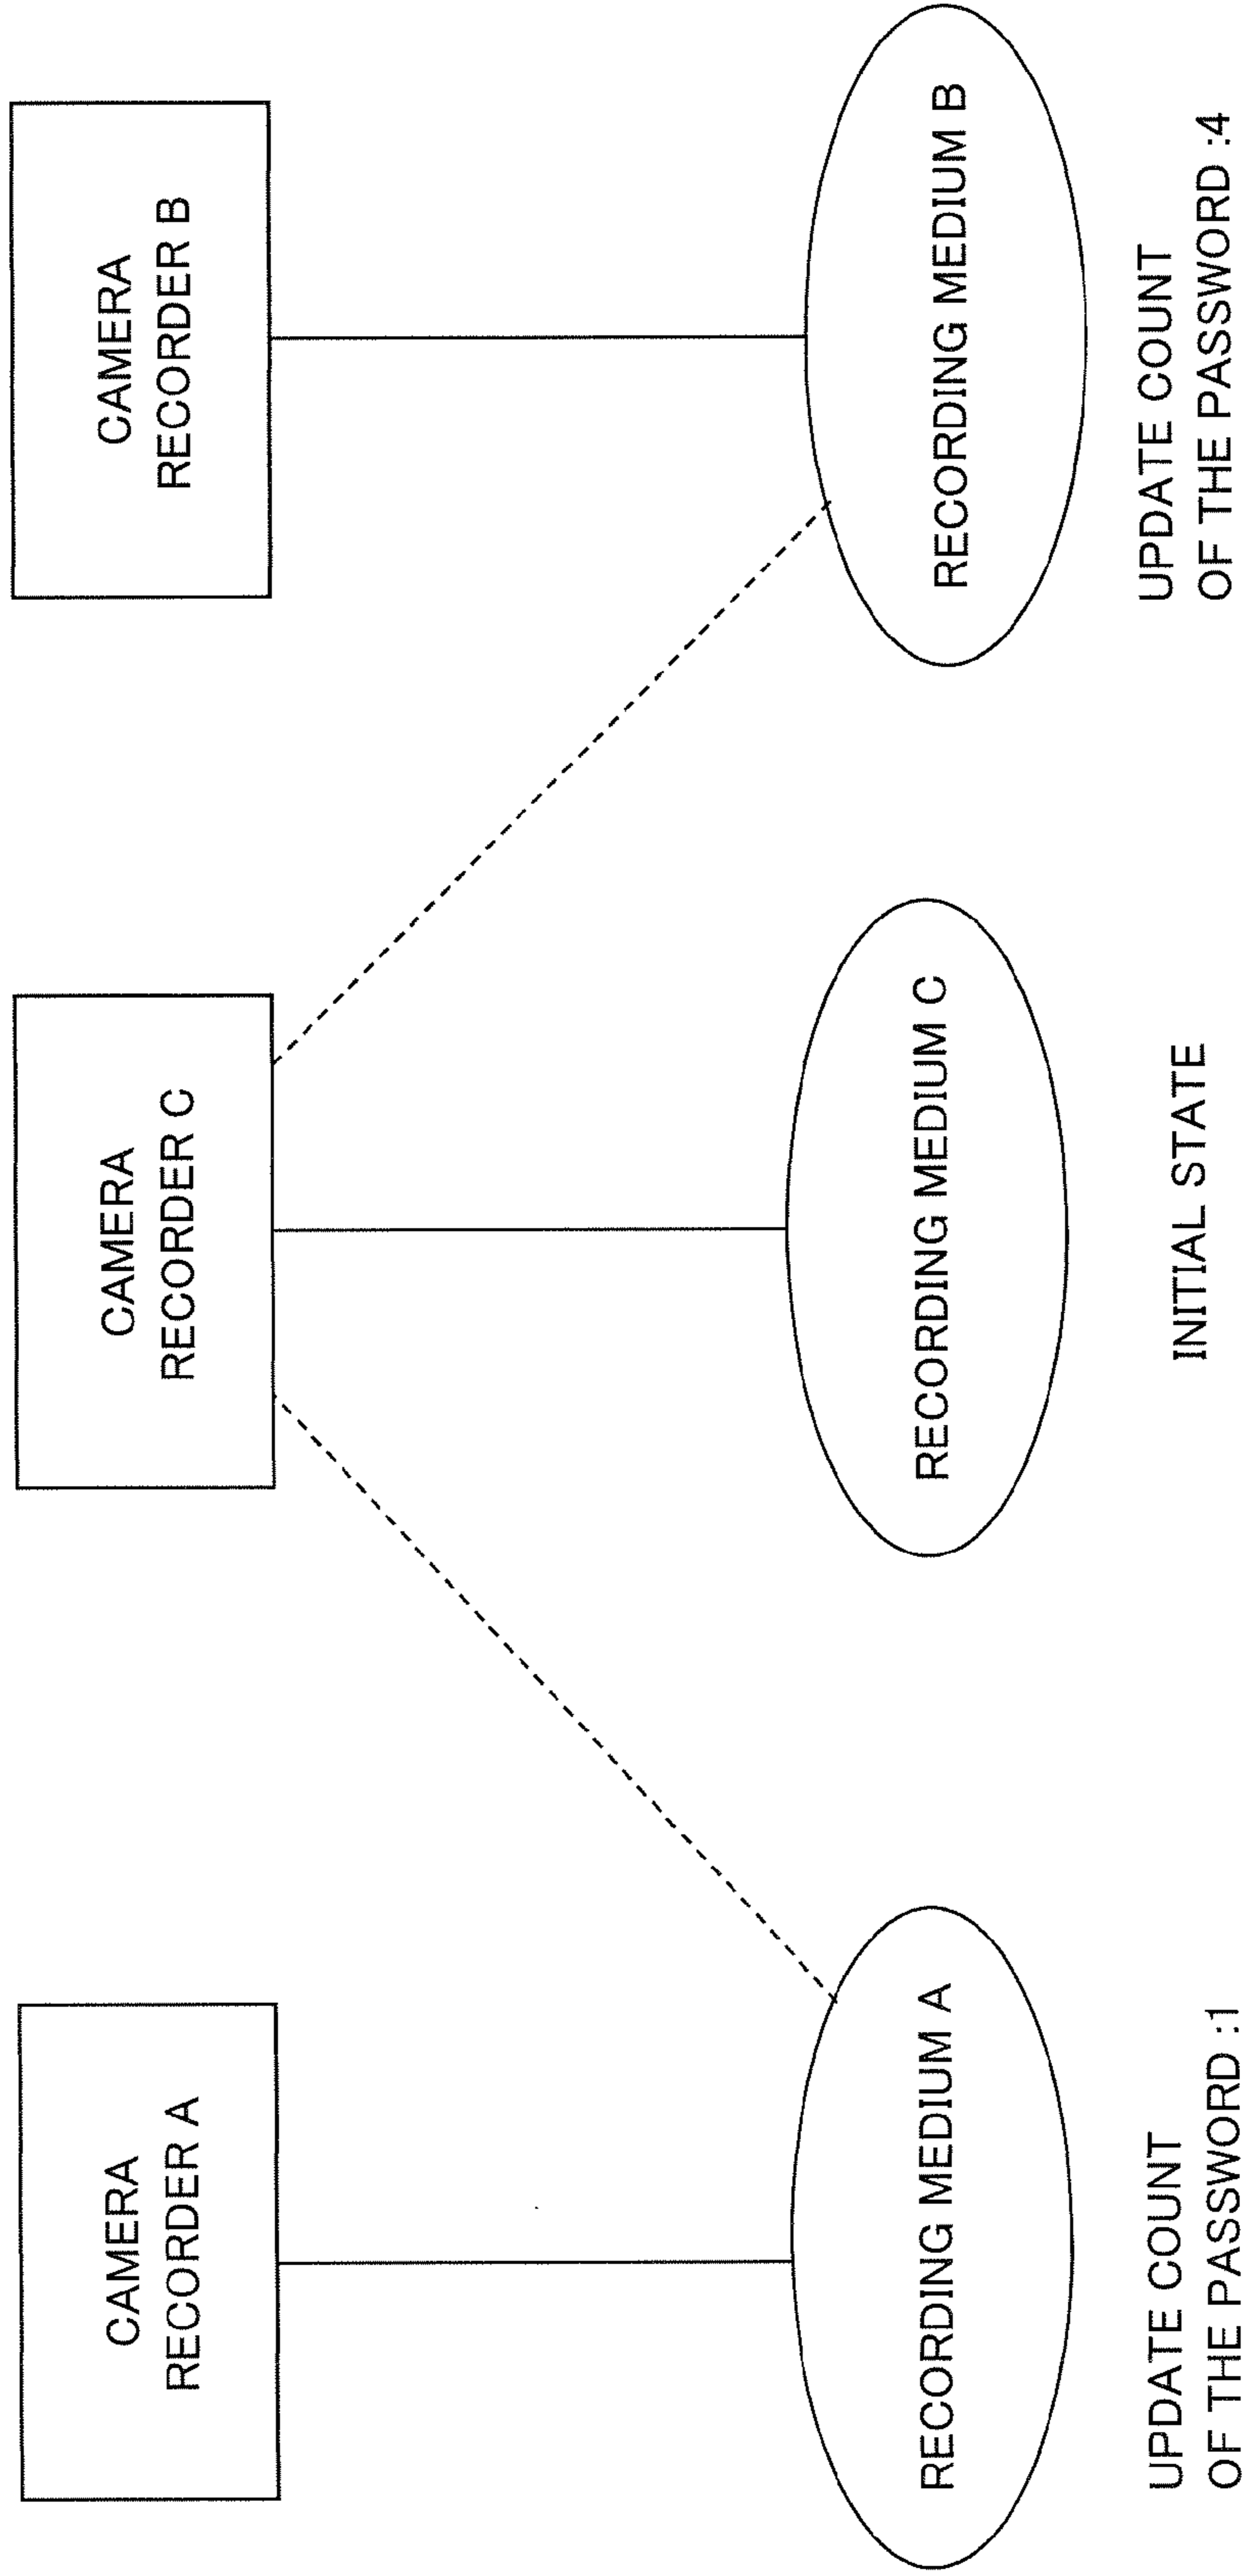 CAMERA
RECORDER A
CAMERA
RECORDER C
CAMERA
RECORDER B
RECORDING MEDIUM A
RECORDING MEDIUM C
RECORDING MEDIUM B
UPDATE COUNT
OF THE PASSWORD :1
INITIAL STATE
UPDATE COUNT
OF THE PASSWORD :4